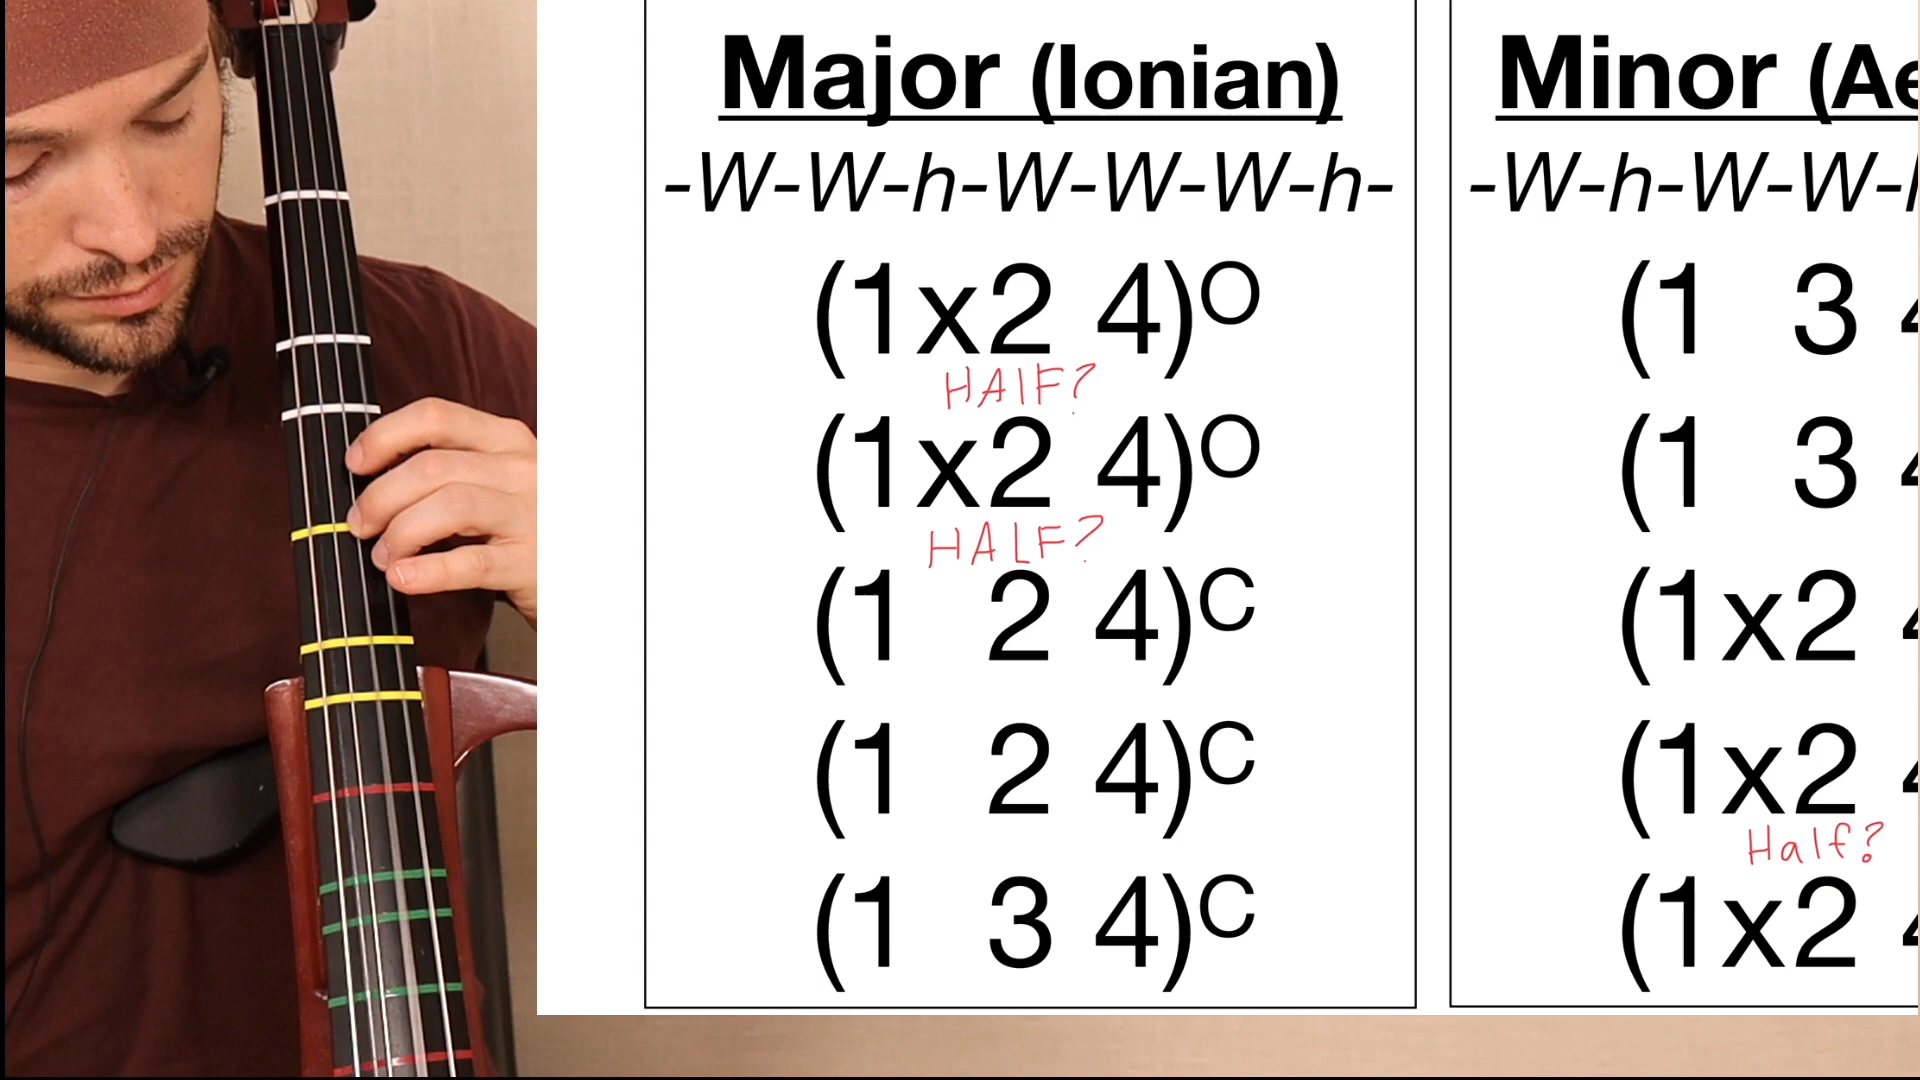 Major (Ionian)
-W-W-h-W-W-W-h-
(1x2 4)O
HAlF?
(1x2 4)O
HALF?
(1 2 4)C
(1 2 4)C
(1 3 4)C
Minor (Ae
-W-h-W-W-
(1 3
(1 3
(1x2
(1x2
Half?
(1x2